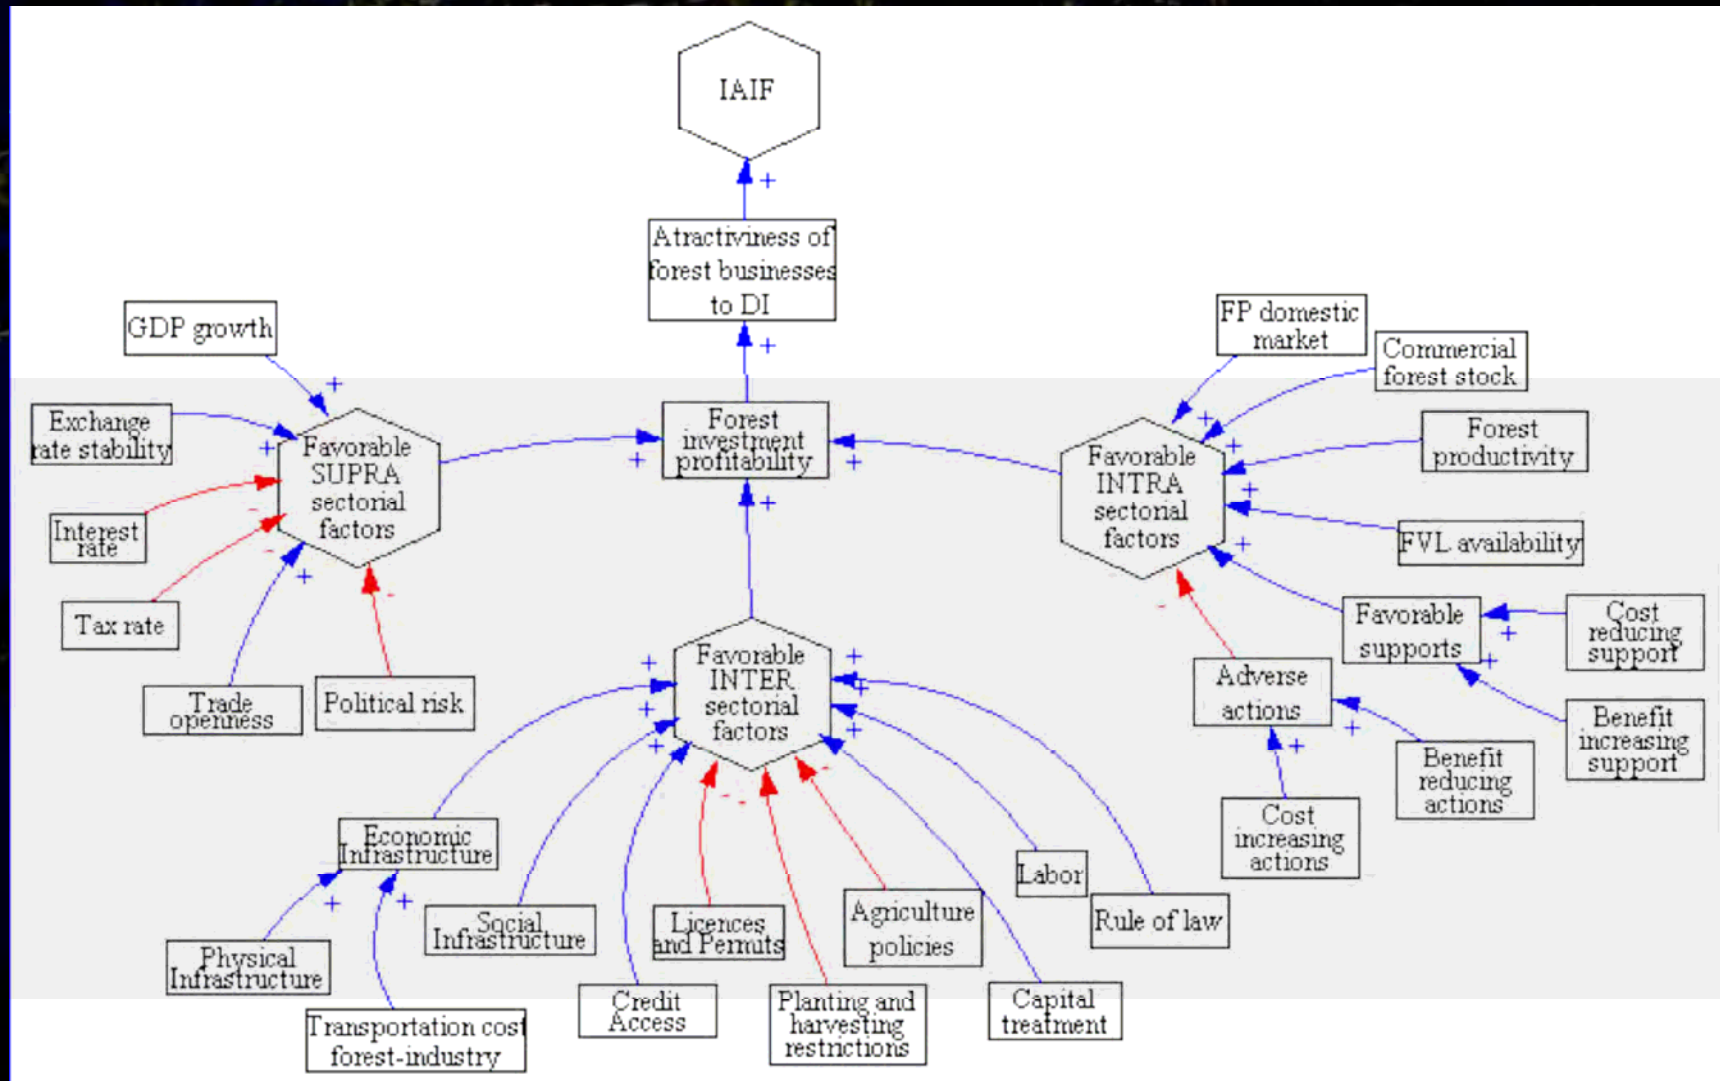 IAIF
+
Atractiviness of
forest businesses
to DI
+
GDP growth
+
Exchange
rate stability
+
Interest
rate
-
Tax rate
-
Trade
openness
+
Political risk
-
Favorable
SUPRA
sectorial
factors
+
Forest
investment
profitability
+
+
FP domestic
market
+
Commercial
forest stock
+
Forest
productivity
+
FVL availability
+
Favorable
INTRA
sectorial
factors
-
Favorable
supports
+
Cost
reducing
support
+
Benefit
increasing
support
Adverse
actions
+
Benefit
reducing
actions
+
Cost
increasing
actions
Favorable
INTER
sectorial
factors
+
+
+
+
+
+
-
-
-
Economic
Infrastructure
+
+
Physical
Infrastructure
Transportation cost
forest-industry
Social
Infrastructure
Credit
Access
Licences
and Permits
Planting and
harvesting
restrictions
Agriculture
policies
Capital
treatment
Labor
Rule of law